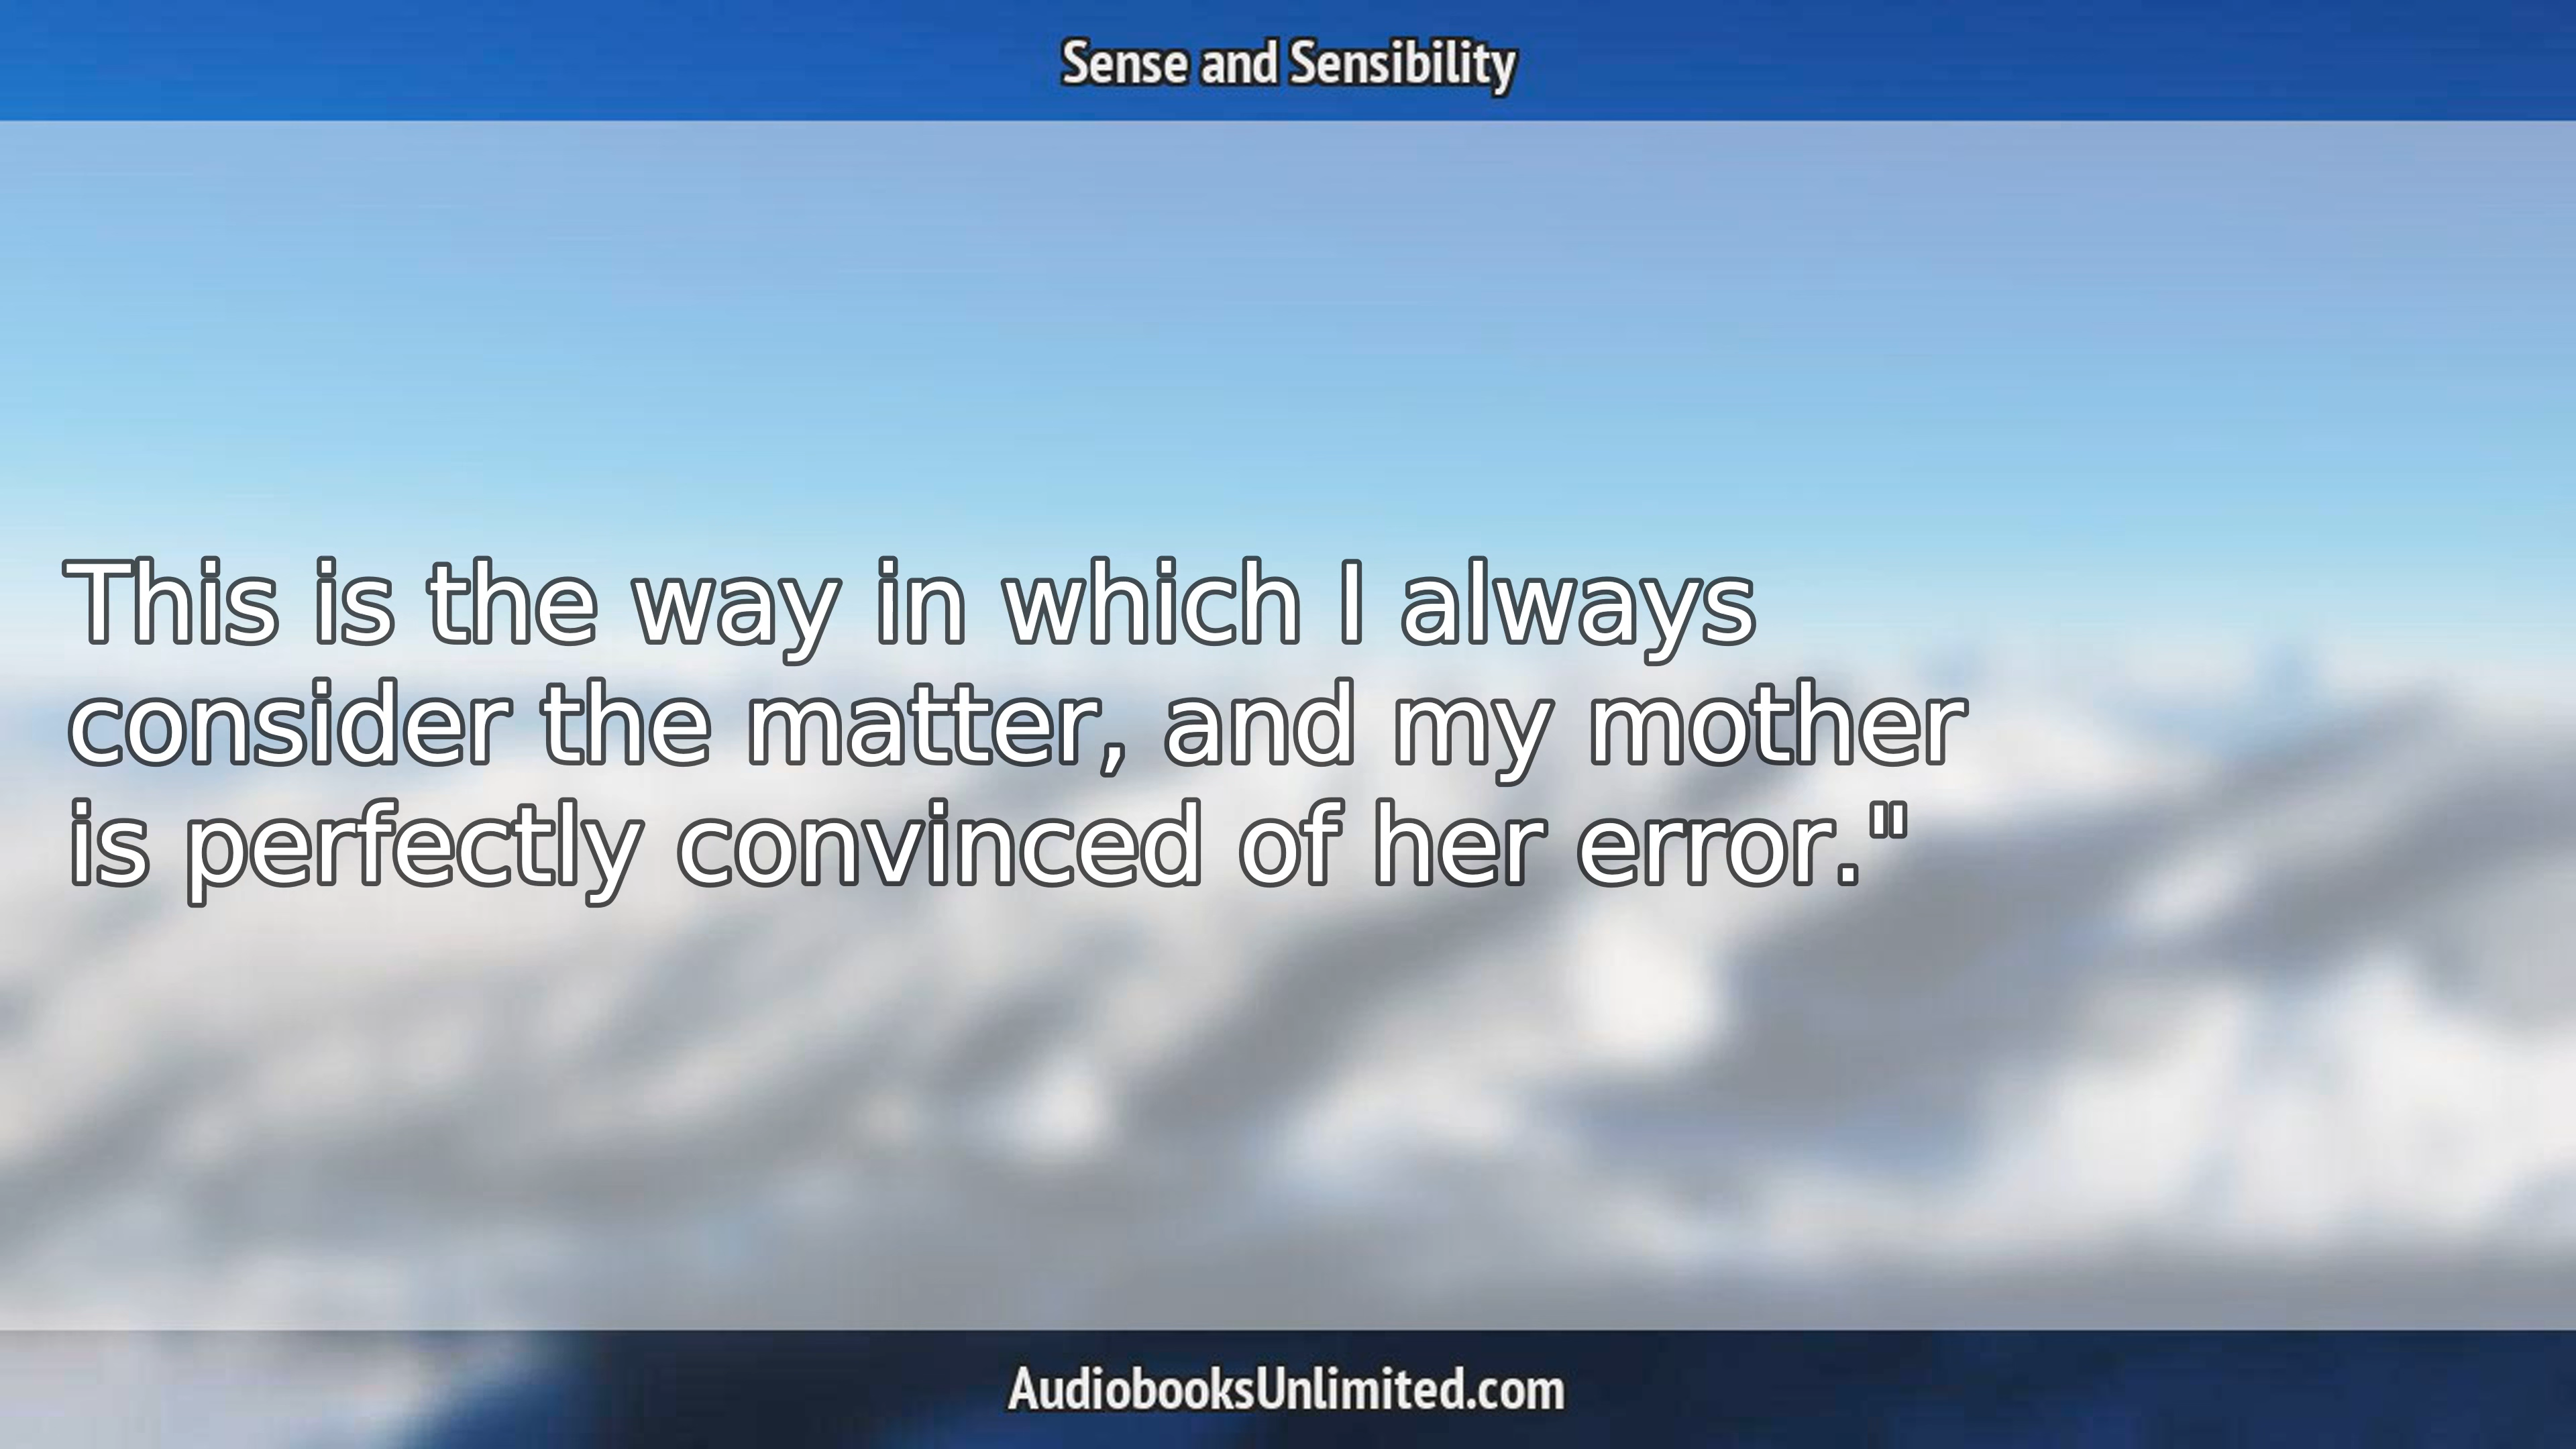 Sense and Sensibility
This is the way in which I always
consider the matter, and my mother
is perfectly convinced of her error."
AudiobooksUnlimited.com